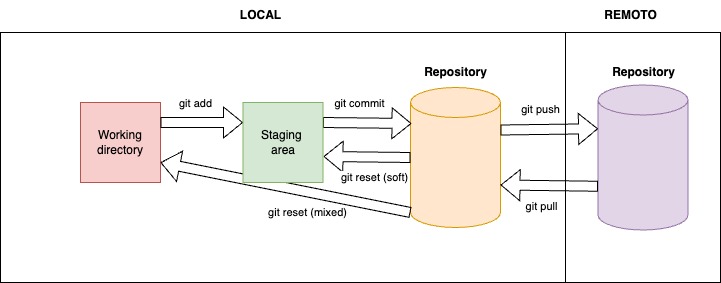 LOCAL
REMOTO
Repository
Repository
git add
git commit
git push
Working
directory
Staging
area
git reset (soft)
git reset (mixed)
git pull